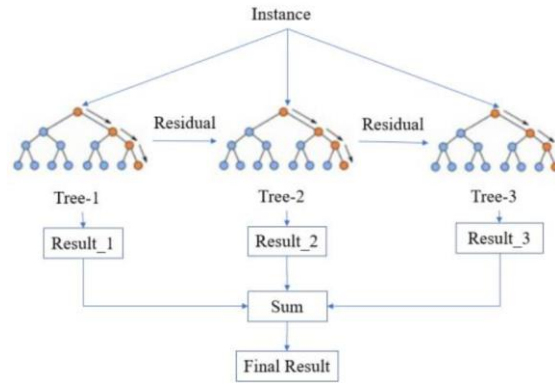 Instance
Residual
Residual
Tree-1
Tree-2
Tree-3
Result_1
Result_2
Result_3
Sum
Final Result